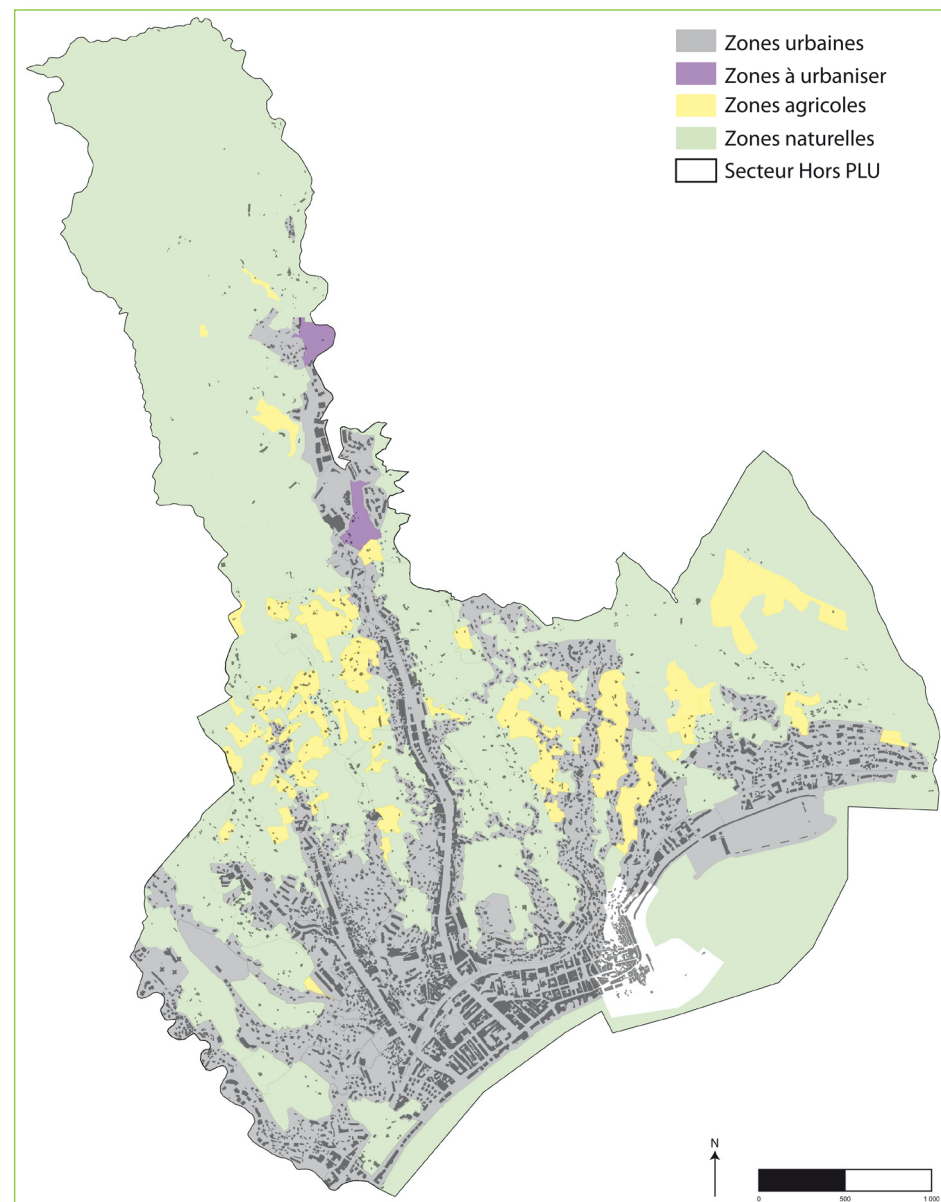 Zones urbaines
Zones à urbaniser
Zones agricoles
Zones naturelles
Secteur Hors PLU
N
0 500 1 000